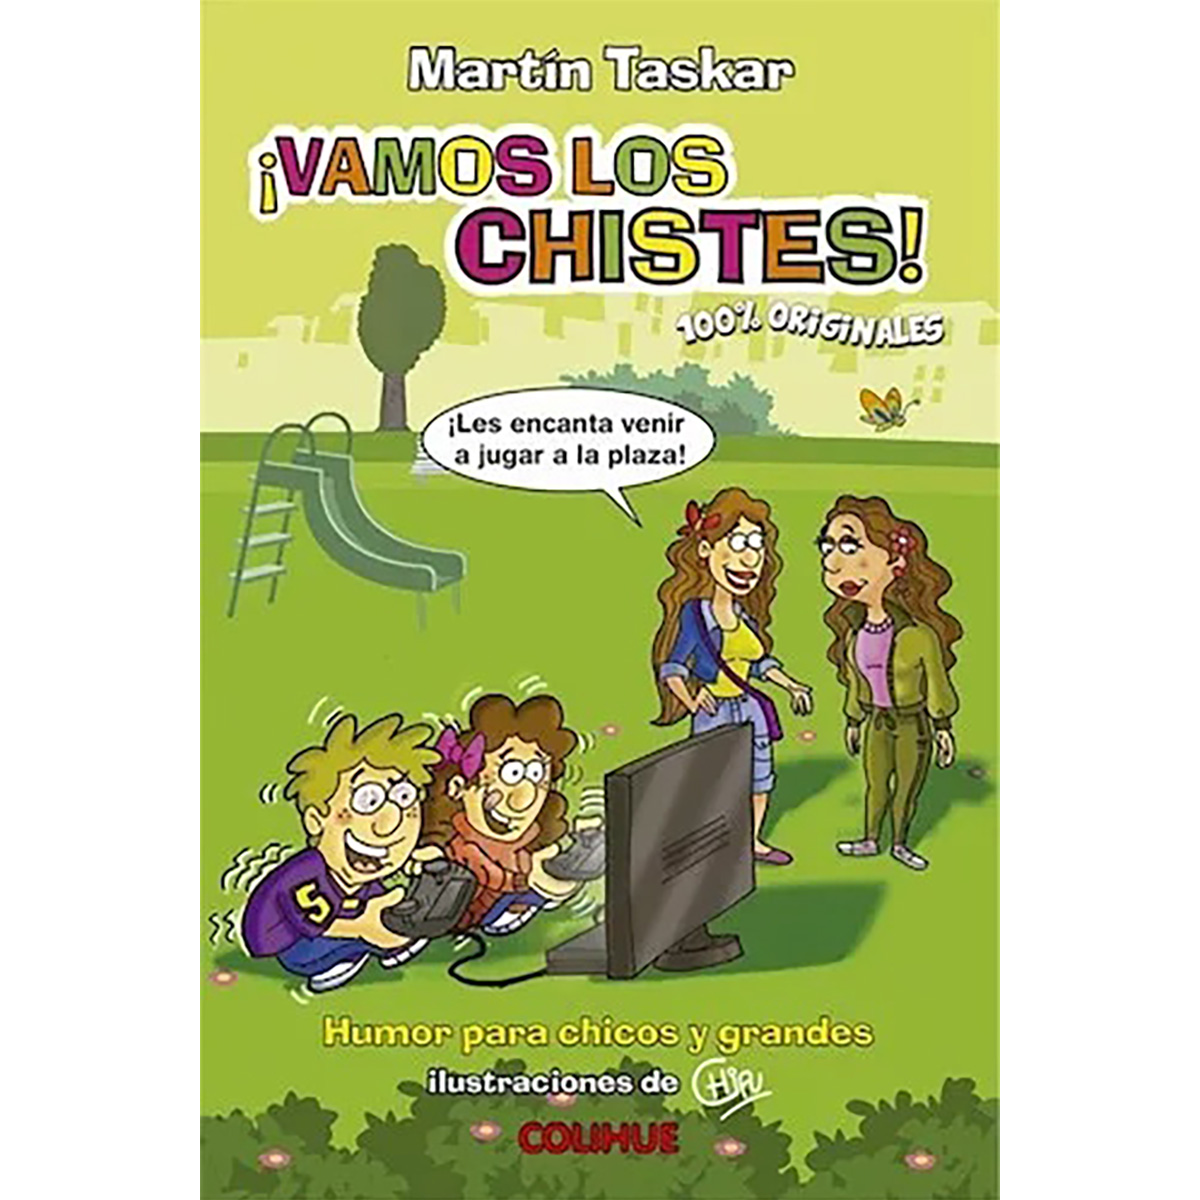 Martín Taskar
¡VAMOS LOS
CHISTES!
100% ORIGINALES
¡Les encanta venir
a jugar a la plaza!
5
Humor para chicos y grandes
ilustraciones de CHIPU
COLIHUE